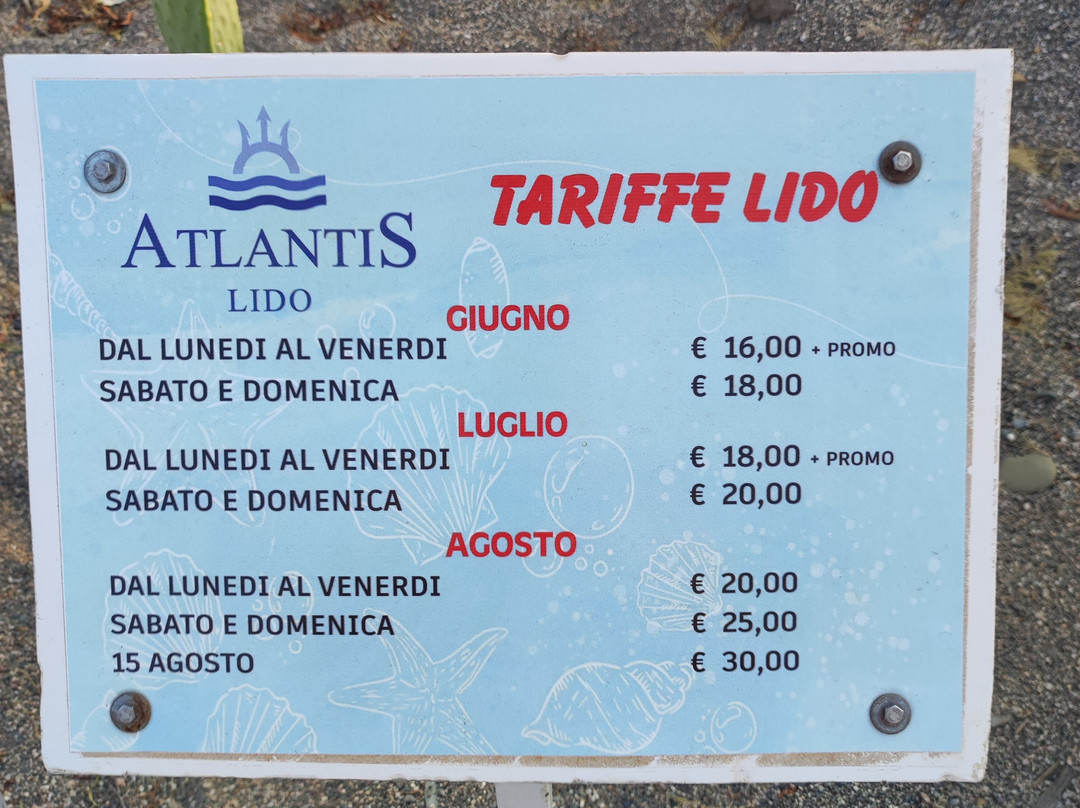 ATLANTIS
LIDO
TARIFFE LIDO
GIUGNO
DAL LUNEDI AL VENERDI € 16,00 + PROMO
SABATO E DOMENICA € 18,00
LUGLIO
DAL LUNEDI AL VENERDI € 18,00 + PROMO
SABATO E DOMENICA € 20,00
AGOSTO
DAL LUNEDI AL VENERDI € 20,00
SABATO E DOMENICA € 25,00
15 AGOSTO € 30,00